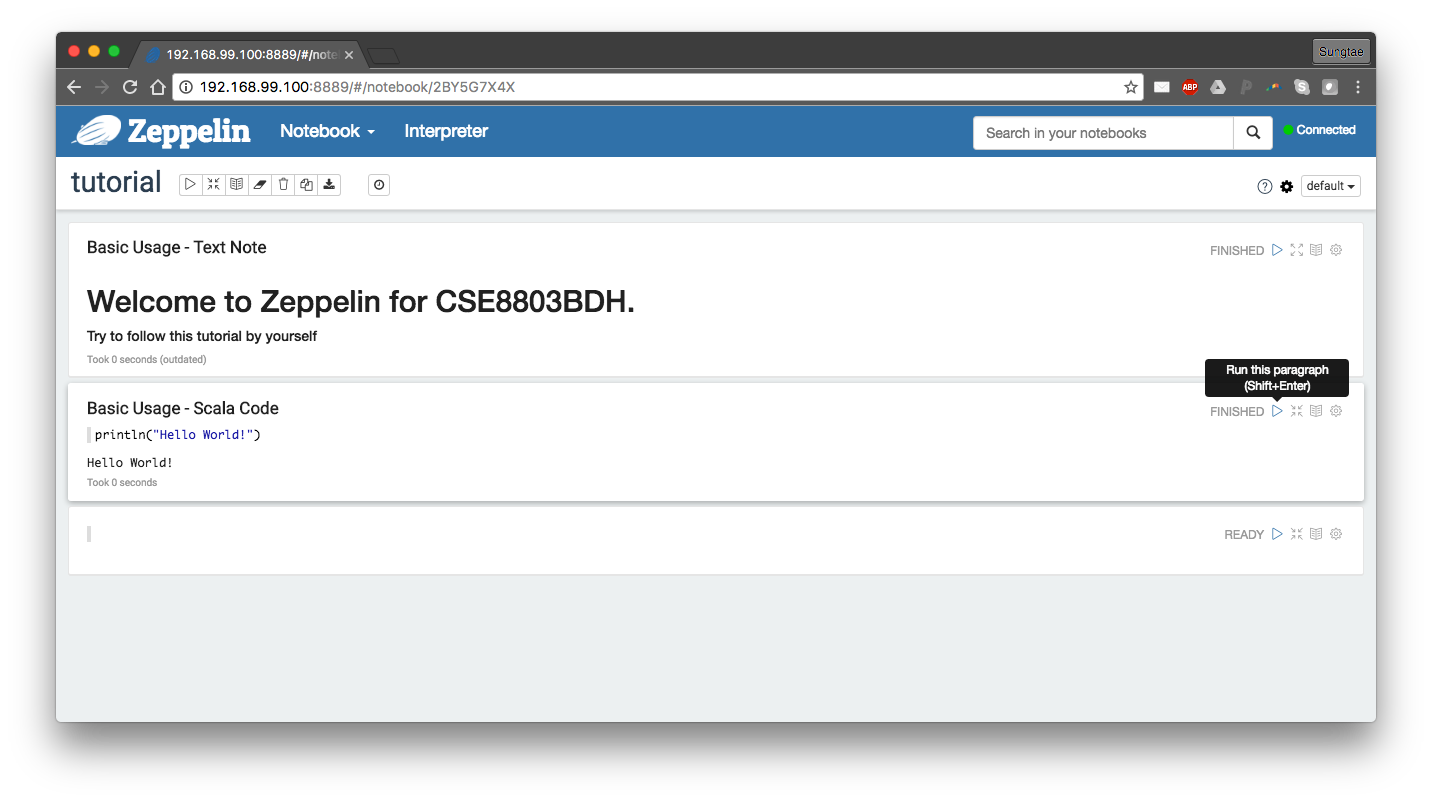 192.168.99.100:8889/#/note
Sungtae
192.168.99.100:8889/#/notebook/2BY5G7X4X
ABP
S
Zeppelin
Notebook
Interpreter
Search in your notebooks
Connected
tutorial
?
default
Basic Usage - Text Note
FINISHED
Welcome to Zeppelin for CSE8803BDH.
Try to follow this tutorial by yourself
Took 0 seconds (outdated)
Run this paragraph
(Shift+Enter)
Basic Usage - Scala Code
FINISHED
println("Hello World!")
Hello World!
Took 0 seconds
READY